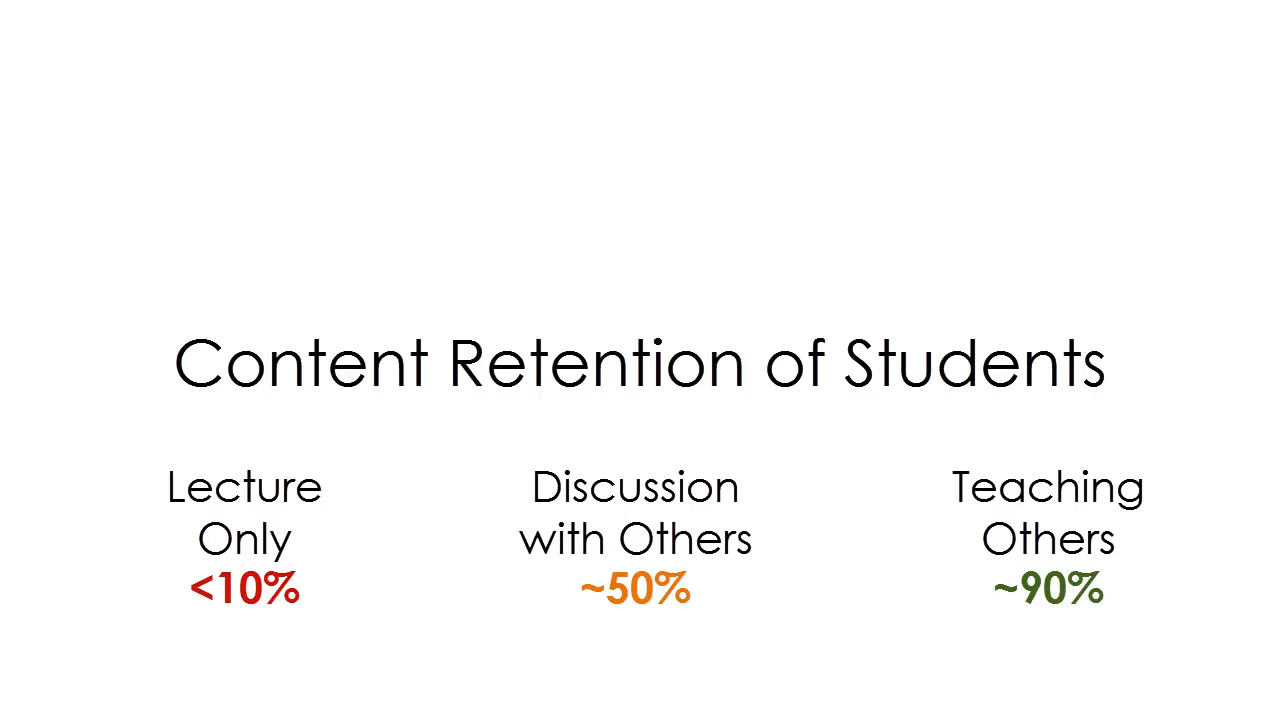 Content Retention of Students
Lecture
Only
<10%
Discussion
with Others
~50%
Teaching
Others
~90%